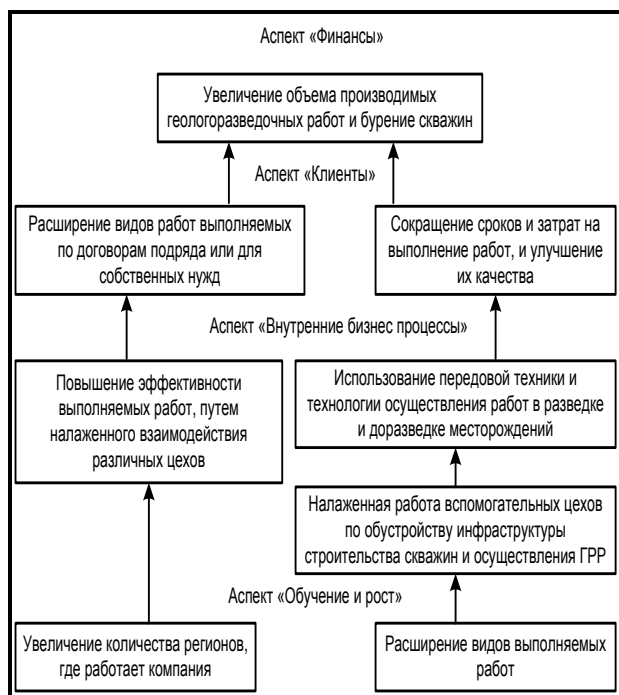 Аспект «Финансы»
Увеличение объема производимых
геологоразведочных работ и бурение скважин
Аспект «Клиенты»
Расширение видов работ выполняемых
по договорам подряда или для
собственных нужд
Сокращение сроков и затрат на
выполнение работ, и улучшение
их качества
Аспект «Внутренние бизнес процессы»
Повышение эффективности
выполняемых работ, путем
налаженного взаимодействия
различных цехов
Использование передовой техники и
технологии осуществления работ в разведке
и доразведке месторождений
Налаженная работа вспомогательных цехов
по обустройству инфраструктуры
строительства скважин и осуществления ГРР
Аспект «Обучение и рост»
Увеличение количества регионов,
где работает компания
Расширение видов выполняемых
работ